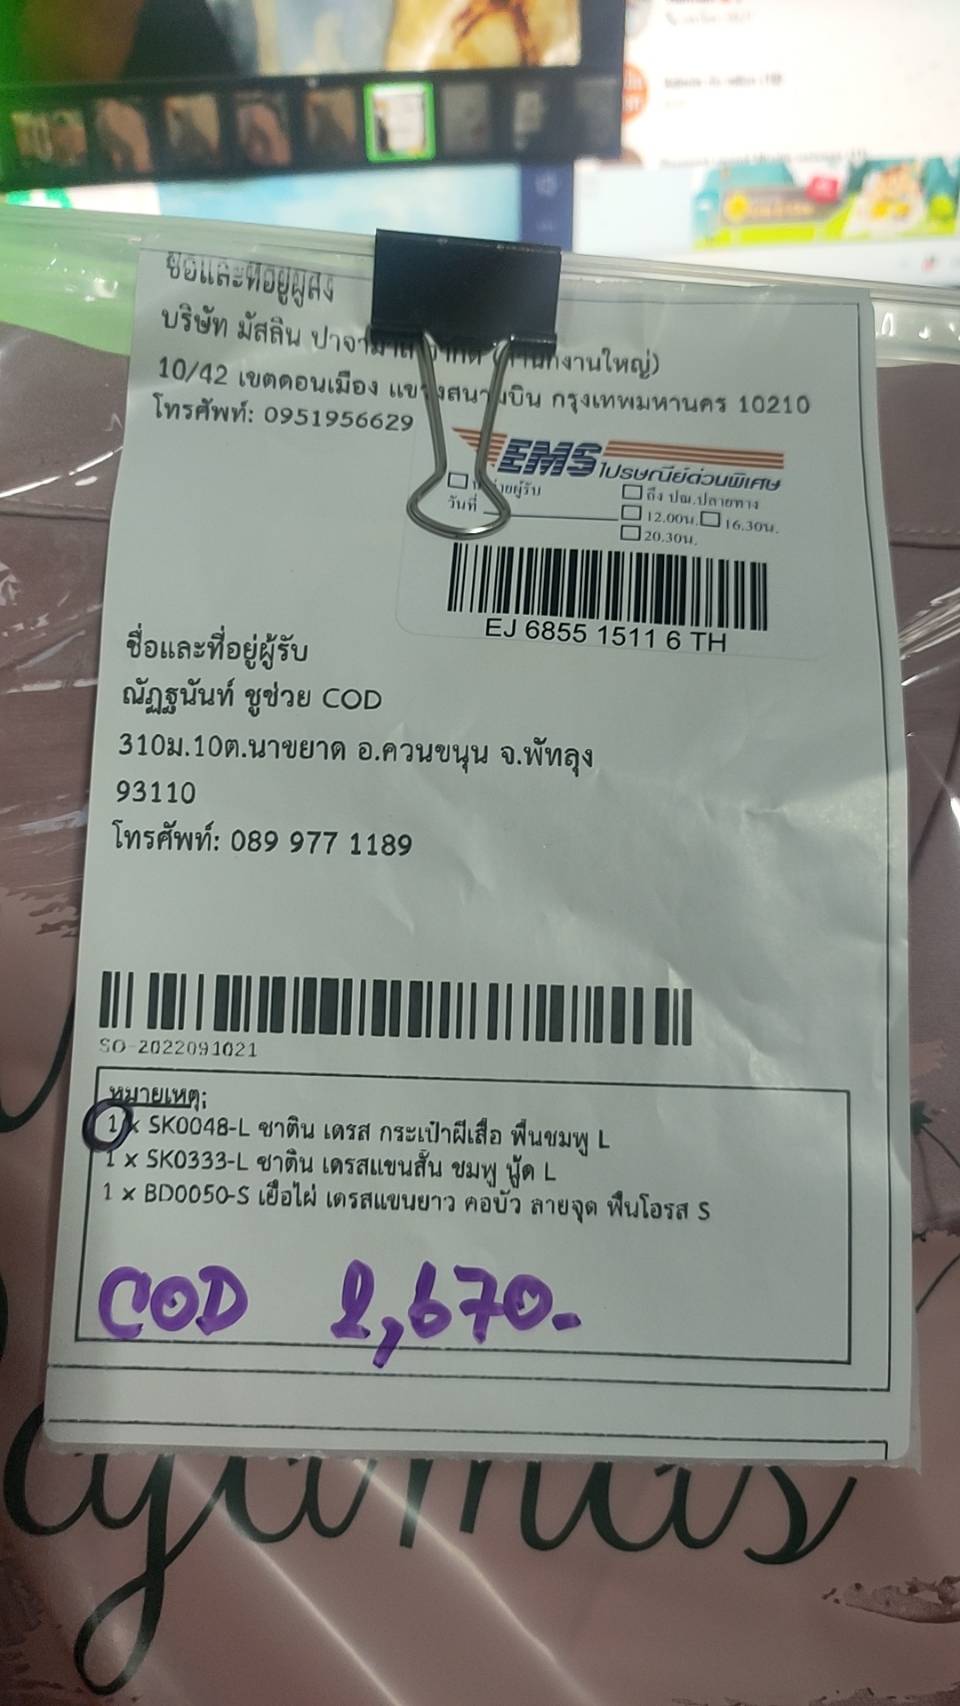 ชื่อและที่อยู่ผู้ส่ง
บริษัท มัสลิน ปาจามาส จำกัด (สำนักงานใหญ่)
10/42 เขตดอนเมือง แขวงสนามบิน กรุงเทพมหานคร 10210
โทรศัพท์: 0951956629
EMS ไปรษณีย์ด่วนพิเศษ
ถึง ปณ.ปลายทาง
วันที่
12.00น. 16.30น.
20.30น.
EJ 6855 1511 6 TH
ชื่อและที่อยู่ผู้รับ
ณัฏฐนันท์ ชูช่วย COD
310ม.10ต.นาขยาด อ.ควนขนุน จ.พัทลุง
93110
โทรศัพท์: 089 977 1189
SO-2022091021
หมายเหตุ:
1 x SK0048-L ซาติน เดรส กระเป๋าผีเสื้อ พื้นชมพู L
1 x SK0333-L ซาติน เดรสแขนสั้น ชมพู นู้ด L
1 x BD0050-S เยื่อไผ่ เดรสแขนยาว คอบัว ลายจุด พื้นโอรส S
COD 2,670.-